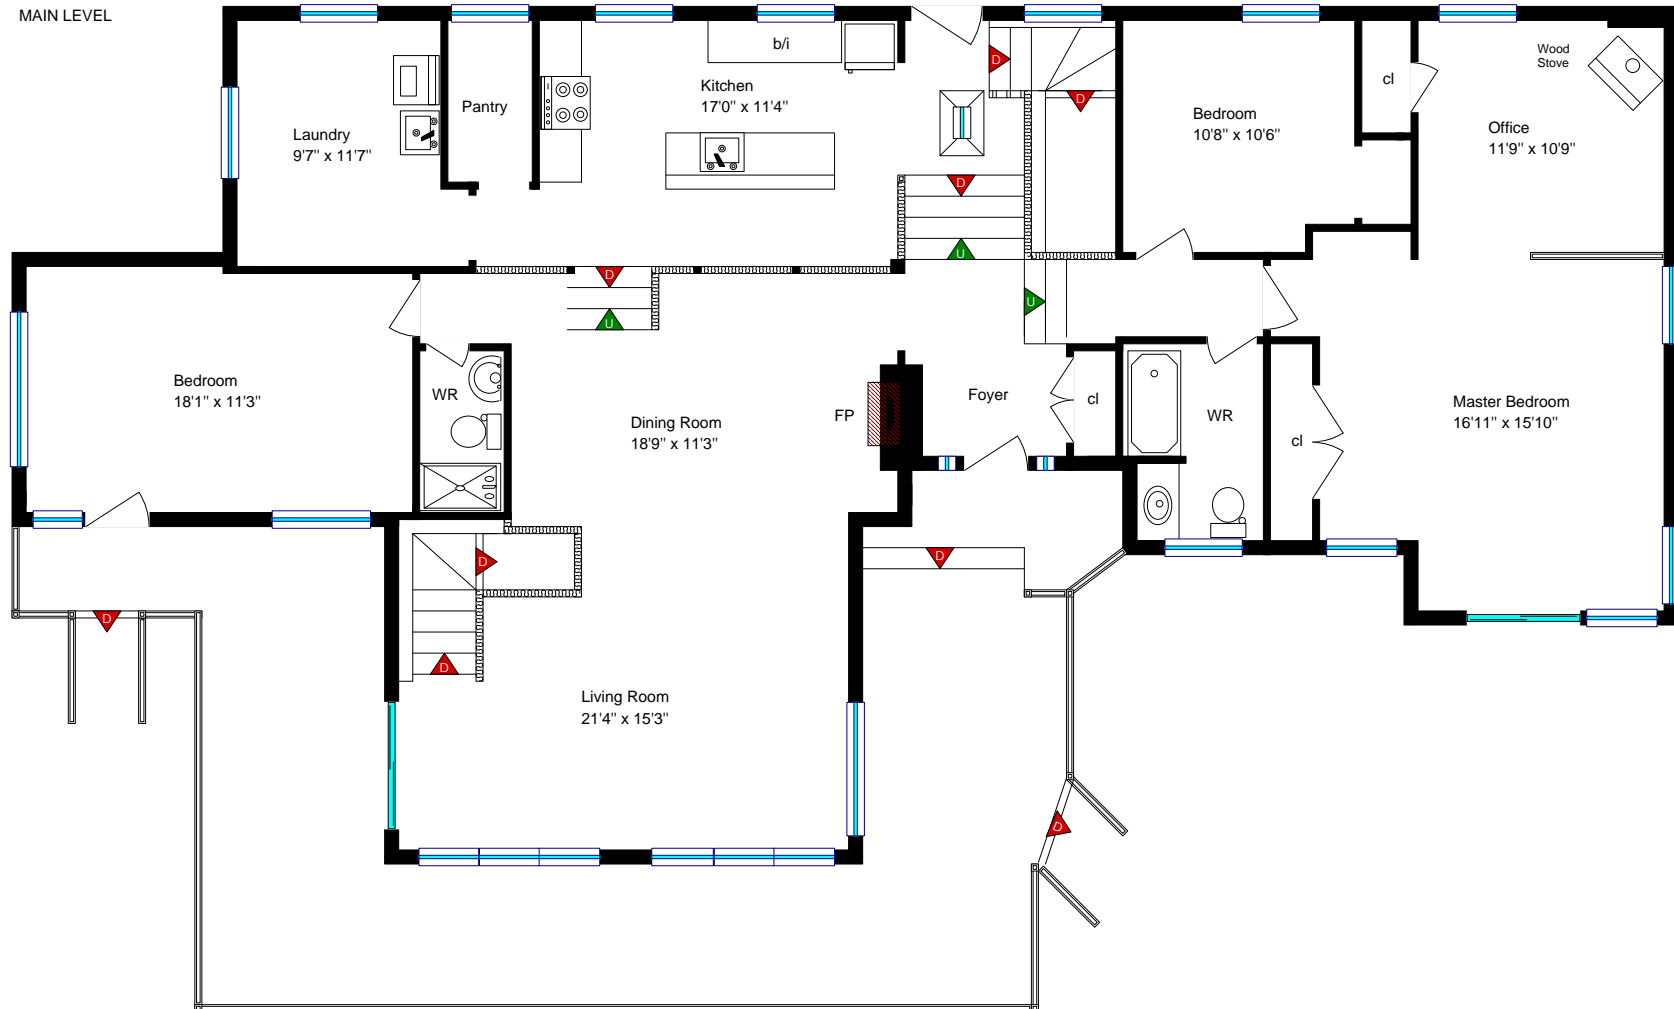 MAIN LEVEL
b/i
Wood
Stove
cl
Kitchen
17'0" x 11'4"
Pantry
Laundry
9'7" x 11'7"
Bedroom
10'8" x 10'6"
Office
11'9" x 10'9"
D
D
D
U
D
U
U
Bedroom
18'1" x 11'3"
WR
Dining Room
18'9" x 11'3"
FP
Foyer
cl
WR
cl
Master Bedroom
16'11" x 15'10"
D
D
D
D
Living Room
21'4" x 15'3"
D